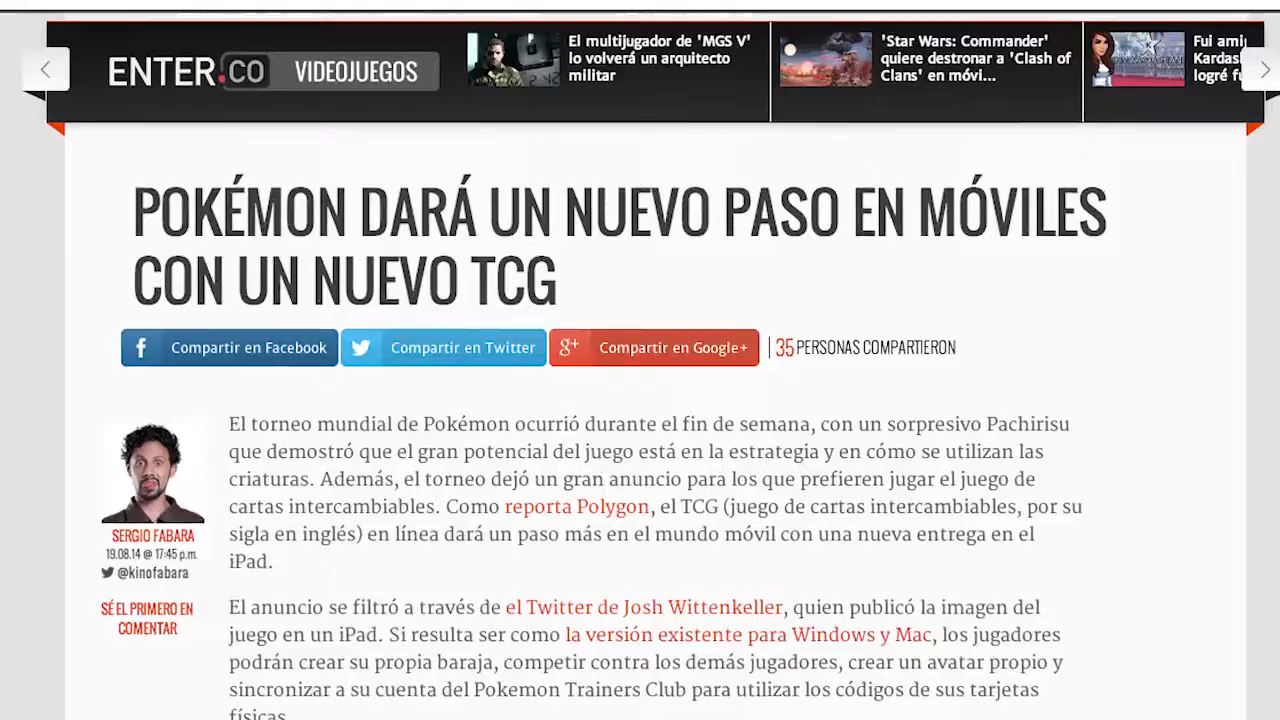 ENTER.CO VIDEOJUEGOS
El multijugador de 'MGS V'
lo volverá un arquitecto
militar
'Star Wars: Commander'
quiere destronar a 'Clash of
Clans' en móvi...
Fui
Kardas
logré
POKÉMON DARÁ UN NUEVO PASO EN MÓVILES
CON UN NUEVO TCG
Compartir en Facebook
Compartir en Twitter
Compartir en Google+
35 PERSONAS COMPARTIERON
SERGIO FABARA
19.08.14 @ 17:45 p.m.
@kinofabara
SÉ EL PRIMERO EN
COMENTAR
El torneo mundial de Pokémon ocurrió durante el fin de semana, con un sorpresivo Pachirisu
que demostró que el gran potencial del juego está en la estrategia y en cómo se utilizan las
criaturas. Además, el torneo dejó un gran anuncio para los que prefieren jugar el juego de
cartas intercambiables. Como reporta Polygon, el TCG (juego de cartas intercambiables, por su
sigla en inglés) en línea dará un paso más en el mundo móvil con una nueva entrega en el
iPad.
El anuncio se filtró a través de el Twitter de Josh Wittenkeller, quien publicó la imagen del
juego en un iPad. Si resulta ser como la versión existente para Windows y Mac, los jugadores
podrán crear su propia baraja, competir contra los demás jugadores, crear un avatar propio y
sincronizar a su cuenta del Pokemon Trainers Club para utilizar los códigos de sus tarjetas
físicas